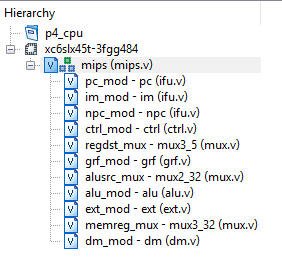 Hierarchy
p4_cpu
xc6slx45t-3fgg484
mips (mips.v)
pc_mod - pc (ifu.v)
im_mod - im (ifu.v)
npc_mod - npc (ifu.v)
ctrl_mod - ctrl (ctrl.v)
regdst_mux - mux3_5 (mux.v)
grf_mod - grf (grf.v)
alusrc_mux - mux2_32 (mux.v)
alu_mod - alu (alu.v)
ext_mod - ext (ext.v)
memreg_mux - mux3_32 (mux.v)
dm_mod - dm (dm.v)